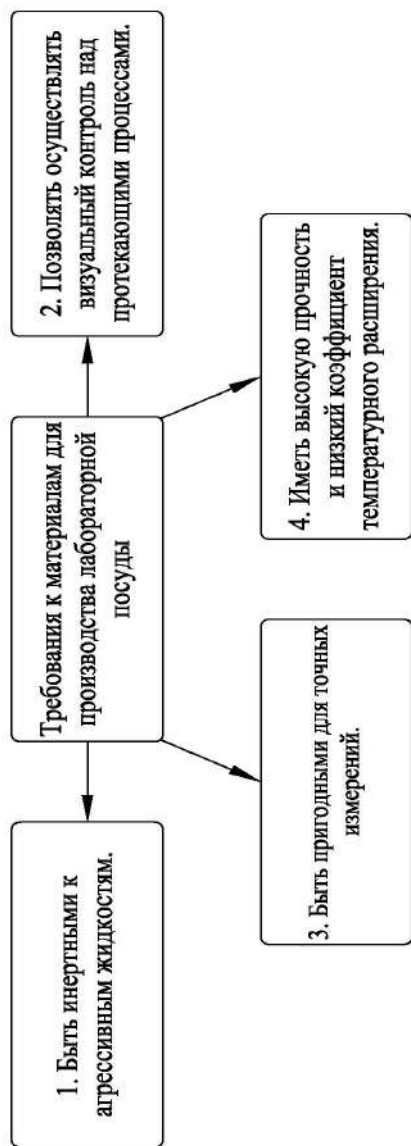 Требования к материалам для
производства лабораторной
посуды
1. Быть инертными к
агрессивным жидкостям.
2. Позволять осуществлять
визуальный контроль над
протекающими процессами.
3. Быть пригодными для точных
измерений.
4. Иметь высокую прочность
и низкий коэффициент
температурного расширения.